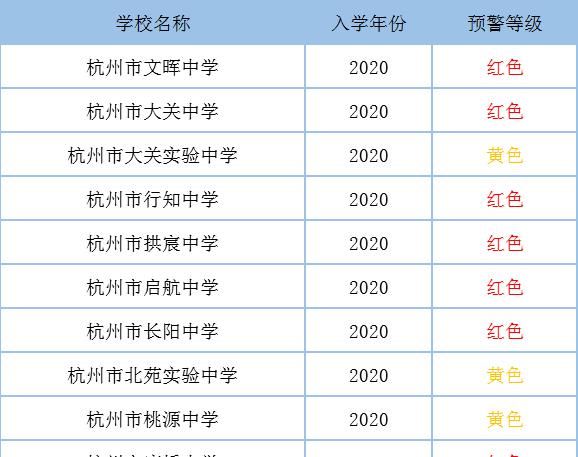 学校名称 入学年份 预警等级
杭州市文晖中学 2020 红色
杭州市大关中学 2020 红色
杭州市大关实验中学 2020 黄色
杭州市行知中学 2020 红色
杭州市拱宸中学 2020 红色
杭州市启航中学 2020 红色
杭州市长阳中学 2020 红色
杭州市北苑实验中学 2020 黄色
杭州市桃源中学 2020 黄色